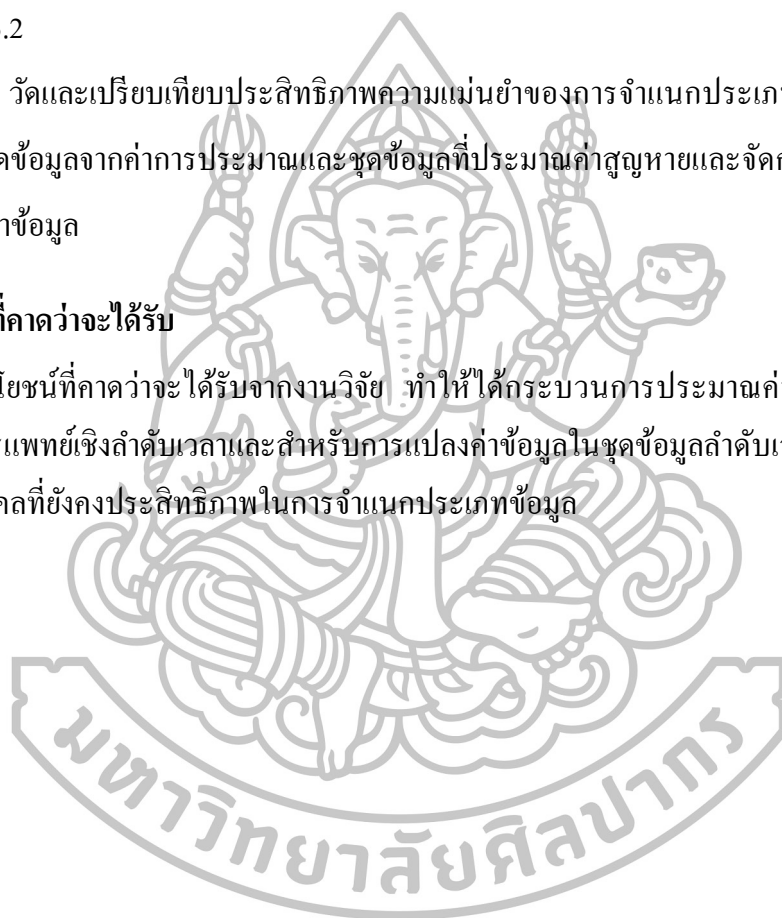 .2
วัดและเปรียบเทียบประสิทธิภาพความแม่นยำของการจำแนกประเภ
ข้อมูลจากค่าการประมาณและชุดข้อมูลที่ประมาณค่าสูญหายและจัดก
ข้อมูล
ที่คาดว่าจะได้รับ
โยชน์ที่คาดว่าจะได้รับจากงานวิจัย ทำให้ได้กระบวนการประมาณค่
แพทย์เชิงลำดับเวลาและสำหรับการแปลงค่าข้อมูลในชุดข้อมูลลำดับเ
คลที่ยังคงประสิทธิภาพในการจำแนกประเภทข้อมูล
มหาวิทยาลัยศิลปากร